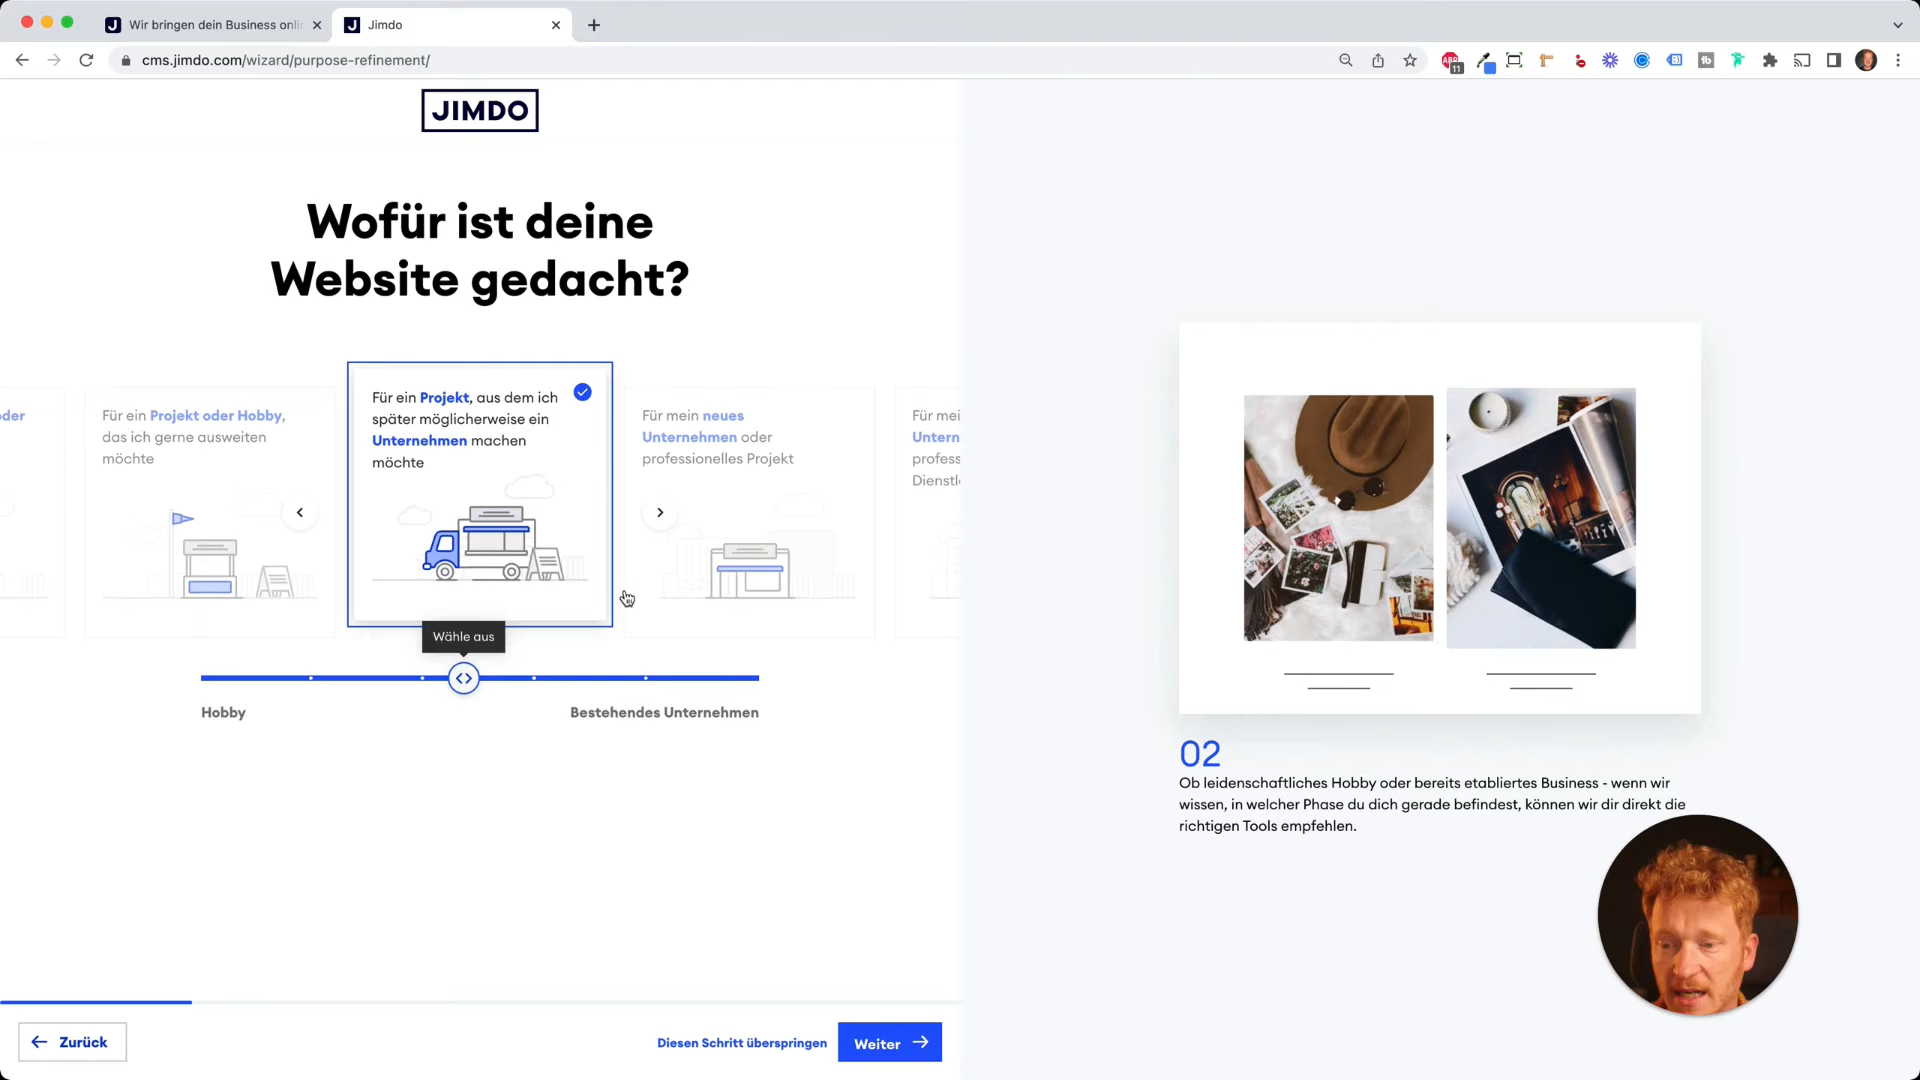 Wir bringen dein Business onli
Jimdo
cms.jimdo.com/wizard/purpose-refinement/
ABP
11
JIMDO
Wofür ist deine
Website gedacht?
oder
Für ein Projekt oder Hobby,
das ich gerne ausweiten
möchte
Für ein Projekt, aus dem ich
später möglicherweise ein
Unternehmen machen
möchte
Für mein neues
Unternehmen oder
professionelles Projekt
Für mei
Untern
profess
Dienstl
Wähle aus
Hobby
Bestehendes Unternehmen
02
Ob leidenschaftliches Hobby oder bereits etabliertes Business - wenn wir
wissen, in welcher Phase du dich gerade befindest, können wir dir direkt die
richtigen Tools empfehlen.
Zurück
Diesen Schritt überspringen
Weiter